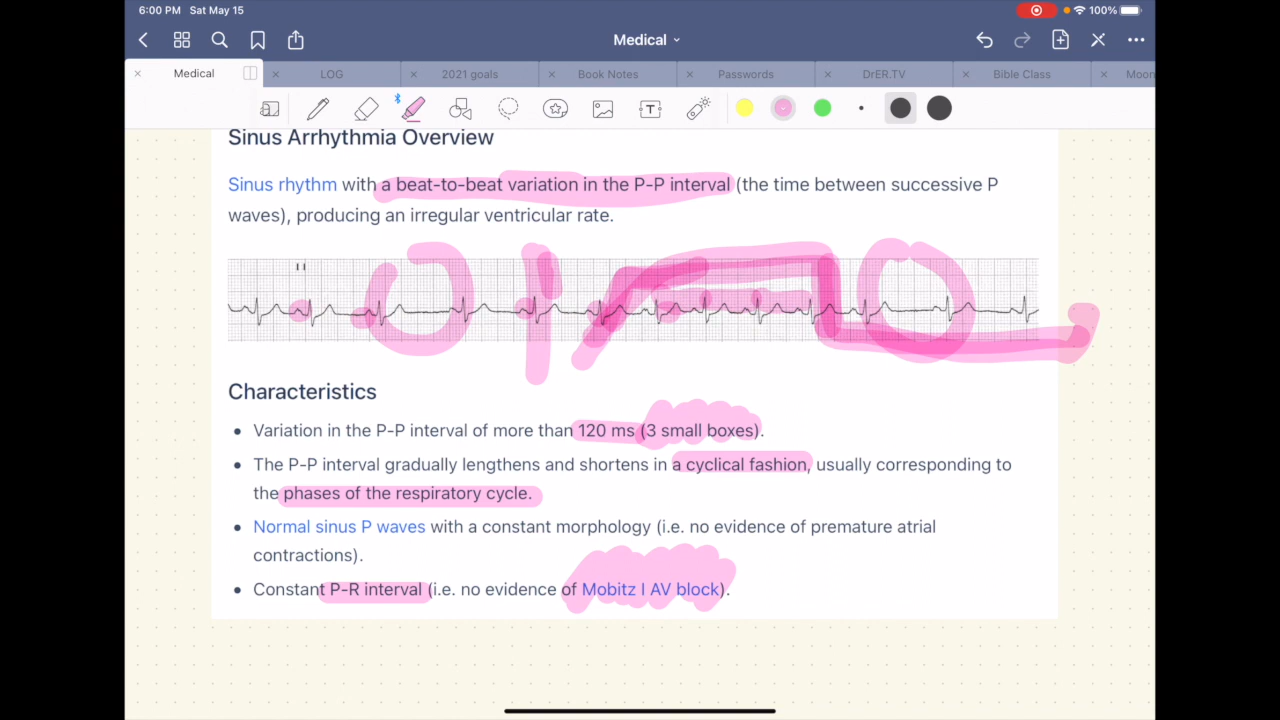 6:00 PM Sat May 15
100%
Medical
Medical
LOG
2021 goals
Book Notes
Passwords
DrER.TV
Bible Class
Moon
T
Sinus Arrhythmia Overview
Sinus rhythm with a beat-to-beat variation in the P-P interval (the time between successive P
waves), producing an irregular ventricular rate.
II
Characteristics
• Variation in the P-P interval of more than 120 ms (3 small boxes).
• The P-P interval gradually lengthens and shortens in a cyclical fashion, usually corresponding to
the phases of the respiratory cycle.
• Normal sinus P waves with a constant morphology (i.e. no evidence of premature atrial
contractions).
• Constant P-R interval (i.e. no evidence of Mobitz I AV block).